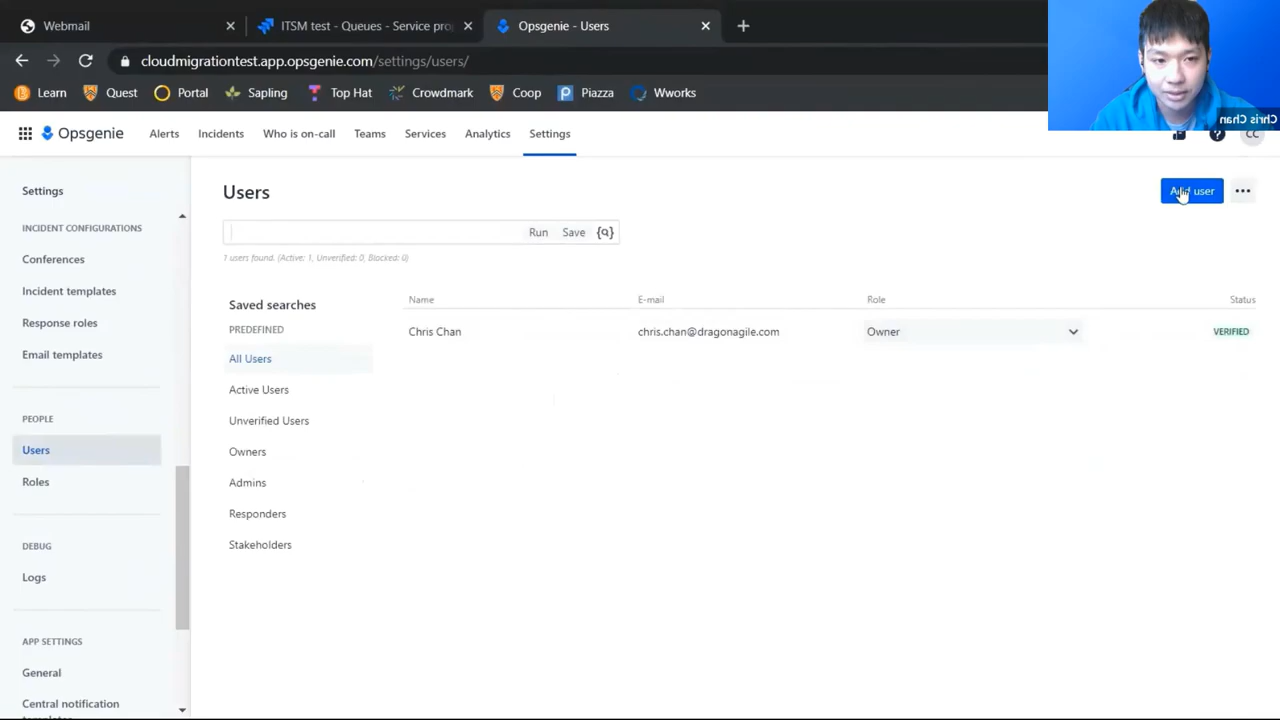 Webmail
ITSM test - Queues - Service pro
Opsgenie - Users
cloudmigrationtest.app.opsgenie.com/settings/users/
Learn
Quest
Portal
Sapling
Top Hat
Crowdmark
Coop
Piazza
Wworks
Chris Chan
Opsgenie
Alerts
Incidents
Who is on-call
Teams
Services
Analytics
Settings
CC
Settings
INCIDENT CONFIGURATIONS
Conferences
Incident templates
Response roles
Email templates
PEOPLE
Users
Roles
DEBUG
Logs
APP SETTINGS
General
Central notification
templates
Users
Add user
Run
Save
1 users found. (Active: 1, Unverified: 0, Blocked: 0)
Saved searches
PREDEFINED
All Users
Active Users
Unverified Users
Owners
Admins
Responders
Stakeholders
Name
E-mail
Role
Status
Chris Chan
chris.chan@dragonagile.com
Owner
VERIFIED